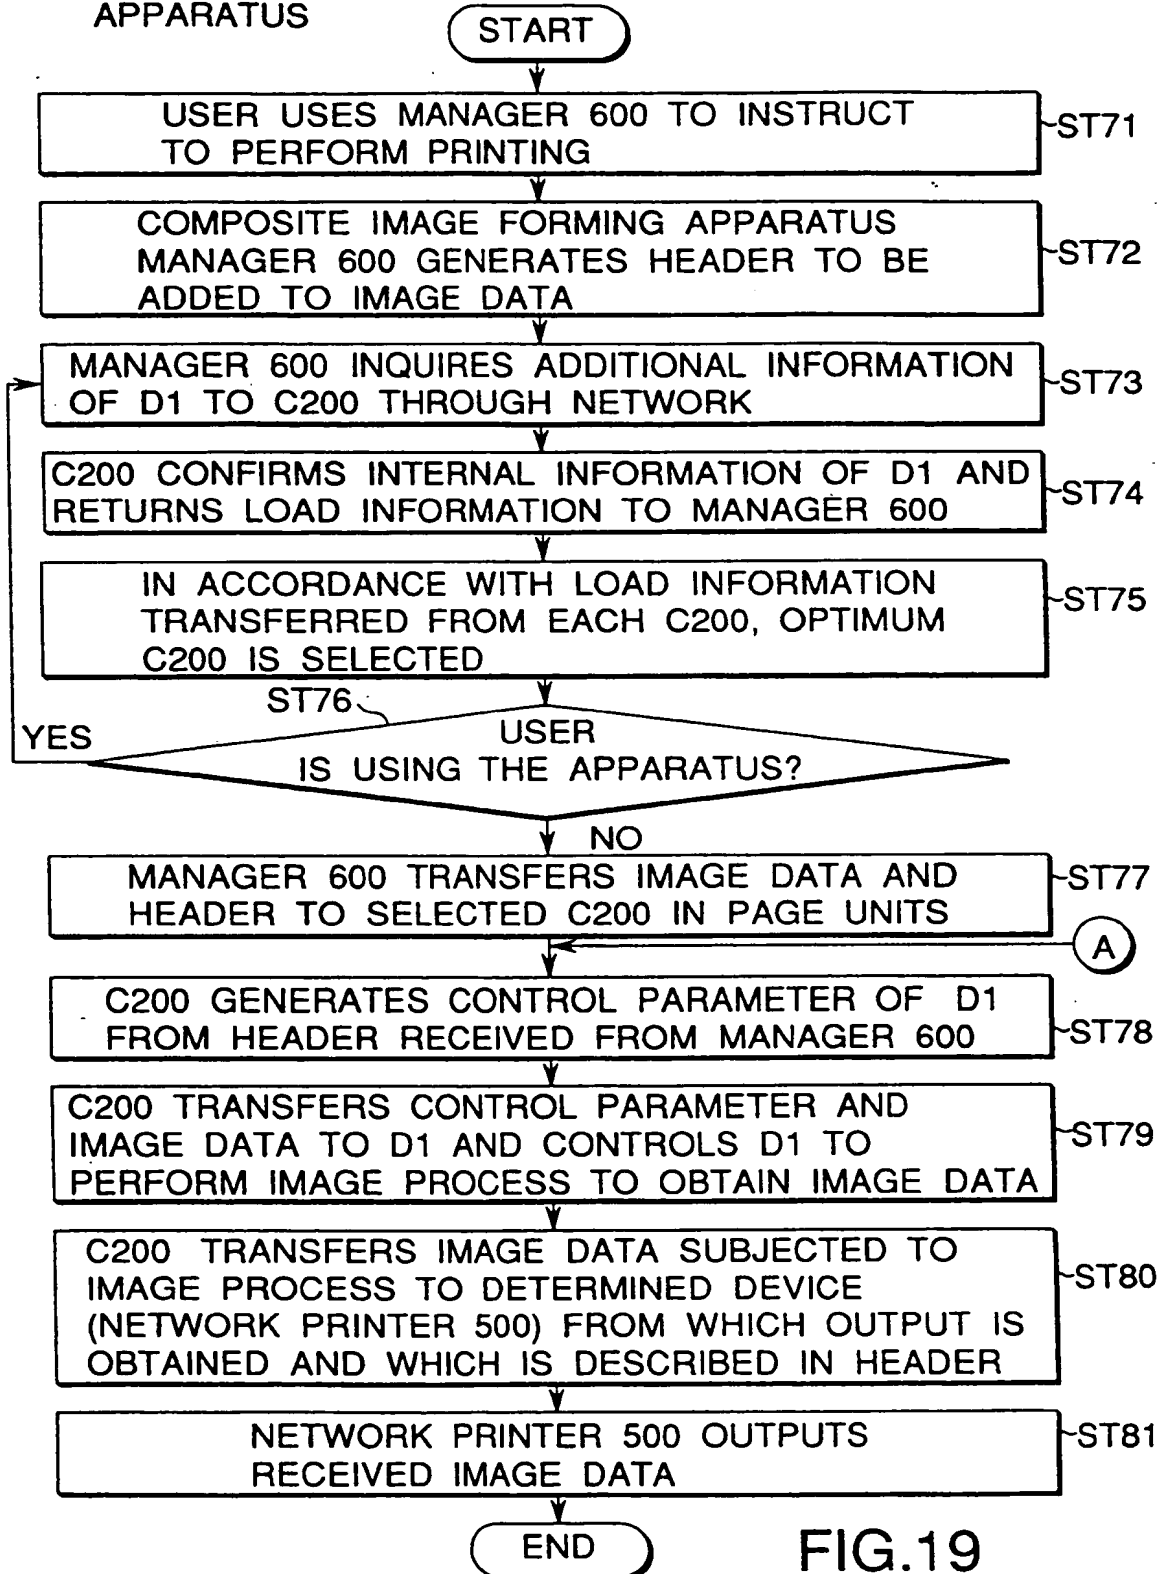 APPARATUS
START
USER USES MANAGER 600 TO INSTRUCT
TO PERFORM PRINTING
ST71
COMPOSITE IMAGE FORMING APPARATUS
MANAGER 600 GENERATES HEADER TO BE
ADDED TO IMAGE DATA
ST72
MANAGER 600 INQUIRES ADDITIONAL INFORMATION
OF D1 TO C200 THROUGH NETWORK
ST73
C200 CONFIRMS INTERNAL INFORMATION OF D1 AND
RETURNS LOAD INFORMATION TO MANAGER 600
ST74
IN ACCORDANCE WITH LOAD INFORMATION
TRANSFERRED FROM EACH C200, OPTIMUM
C200 IS SELECTED
ST75
ST76
YES
USER
IS USING THE APPARATUS?
NO
MANAGER 600 TRANSFERS IMAGE DATA AND
HEADER TO SELECTED C200 IN PAGE UNITS
ST77
A
C200 GENERATES CONTROL PARAMETER OF D1
FROM HEADER RECEIVED FROM MANAGER 600
ST78
C200 TRANSFERS CONTROL PARAMETER AND
IMAGE DATA TO D1 AND CONTROLS D1 TO
PERFORM IMAGE PROCESS TO OBTAIN IMAGE DATA
ST79
C200 TRANSFERS IMAGE DATA SUBJECTED TO
IMAGE PROCESS TO DETERMINED DEVICE
(NETWORK PRINTER 500) FROM WHICH OUTPUT IS
OBTAINED AND WHICH IS DESCRIBED IN HEADER
ST80
NETWORK PRINTER 500 OUTPUTS
RECEIVED IMAGE DATA
ST81
END
FIG.19